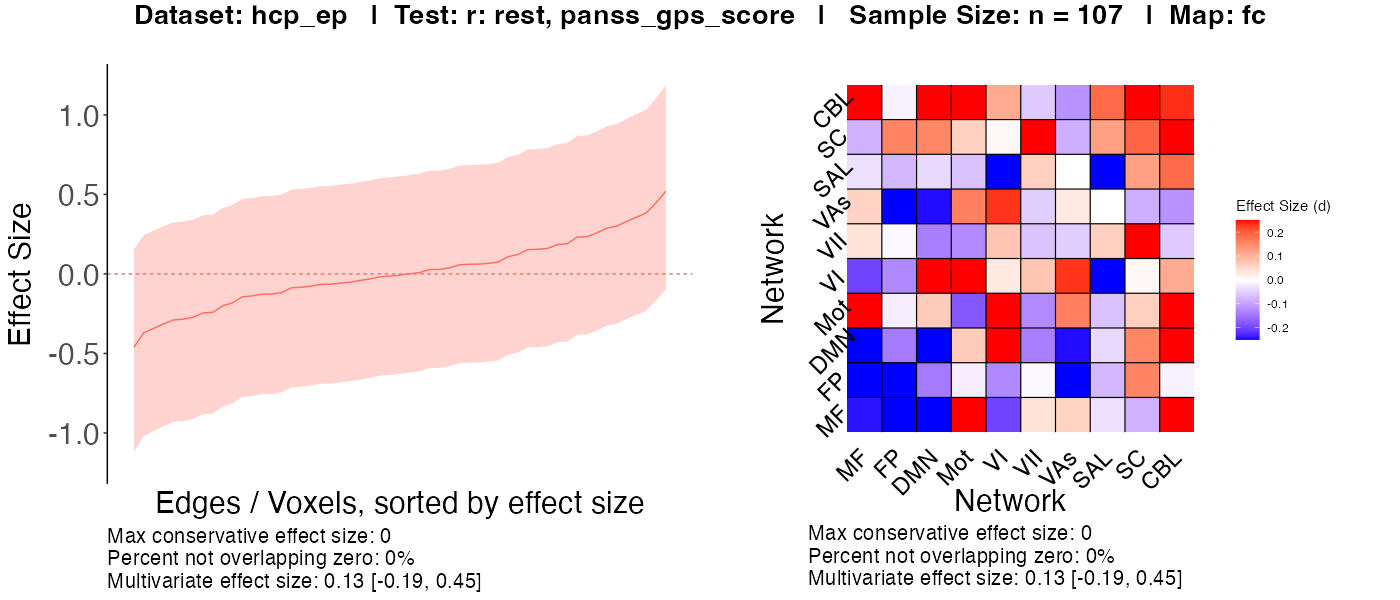 Dataset: hcp_ep | Test: r: rest, panss_gps_score | Sample Size: n = 107 | Map: fc
Effect Size
1.0
0.5
0.0
-0.5
-1.0
Edges / Voxels, sorted by effect size
Max conservative effect size: 0
Percent not overlapping zero: 0%
Multivariate effect size: 0.13 [-0.19, 0.45]
Network
CBL
SC
SAL
VAs
VII
VI
Mot
DMN
FP
MF
MF FP DMN Mot VI VII VAs SAL SC CBL
Network
Max conservative effect size: 0
Percent not overlapping zero: 0%
Multivariate effect size: 0.13 [-0.19, 0.45]
Effect Size (d)
0.2
0.1
0.0
-0.1
-0.2